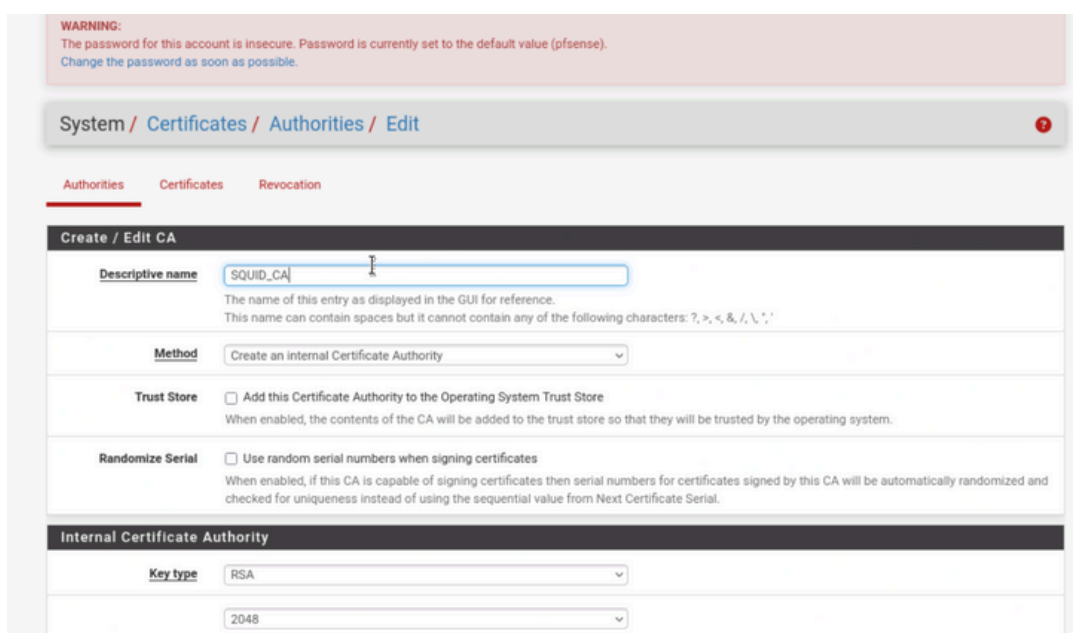 WARNING:
The password for this account is insecure. Password is currently set to the default value (pfsense).
Change the password as soon as possible.
System / Certificates / Authorities / Edit
?
Authorities Certificates Revocation
Create / Edit CA
Descriptive name SQUID_CA
The name of this entry as displayed in the GUI for reference.
This name can contain spaces but it cannot contain any of the following characters: ?, >, <, &, /, \, ", '
Method Create an internal Certificate Authority
Trust Store Add this Certificate Authority to the Operating System Trust Store
When enabled, the contents of the CA will be added to the trust store so that they will be trusted by the operating system.
Randomize Serial Use random serial numbers when signing certificates
When enabled, if this CA is capable of signing certificates then serial numbers for certificates signed by this CA will be automatically randomized and
checked for uniqueness instead of using the sequential value from Next Certificate Serial.
Internal Certificate Authority
Key type RSA
2048